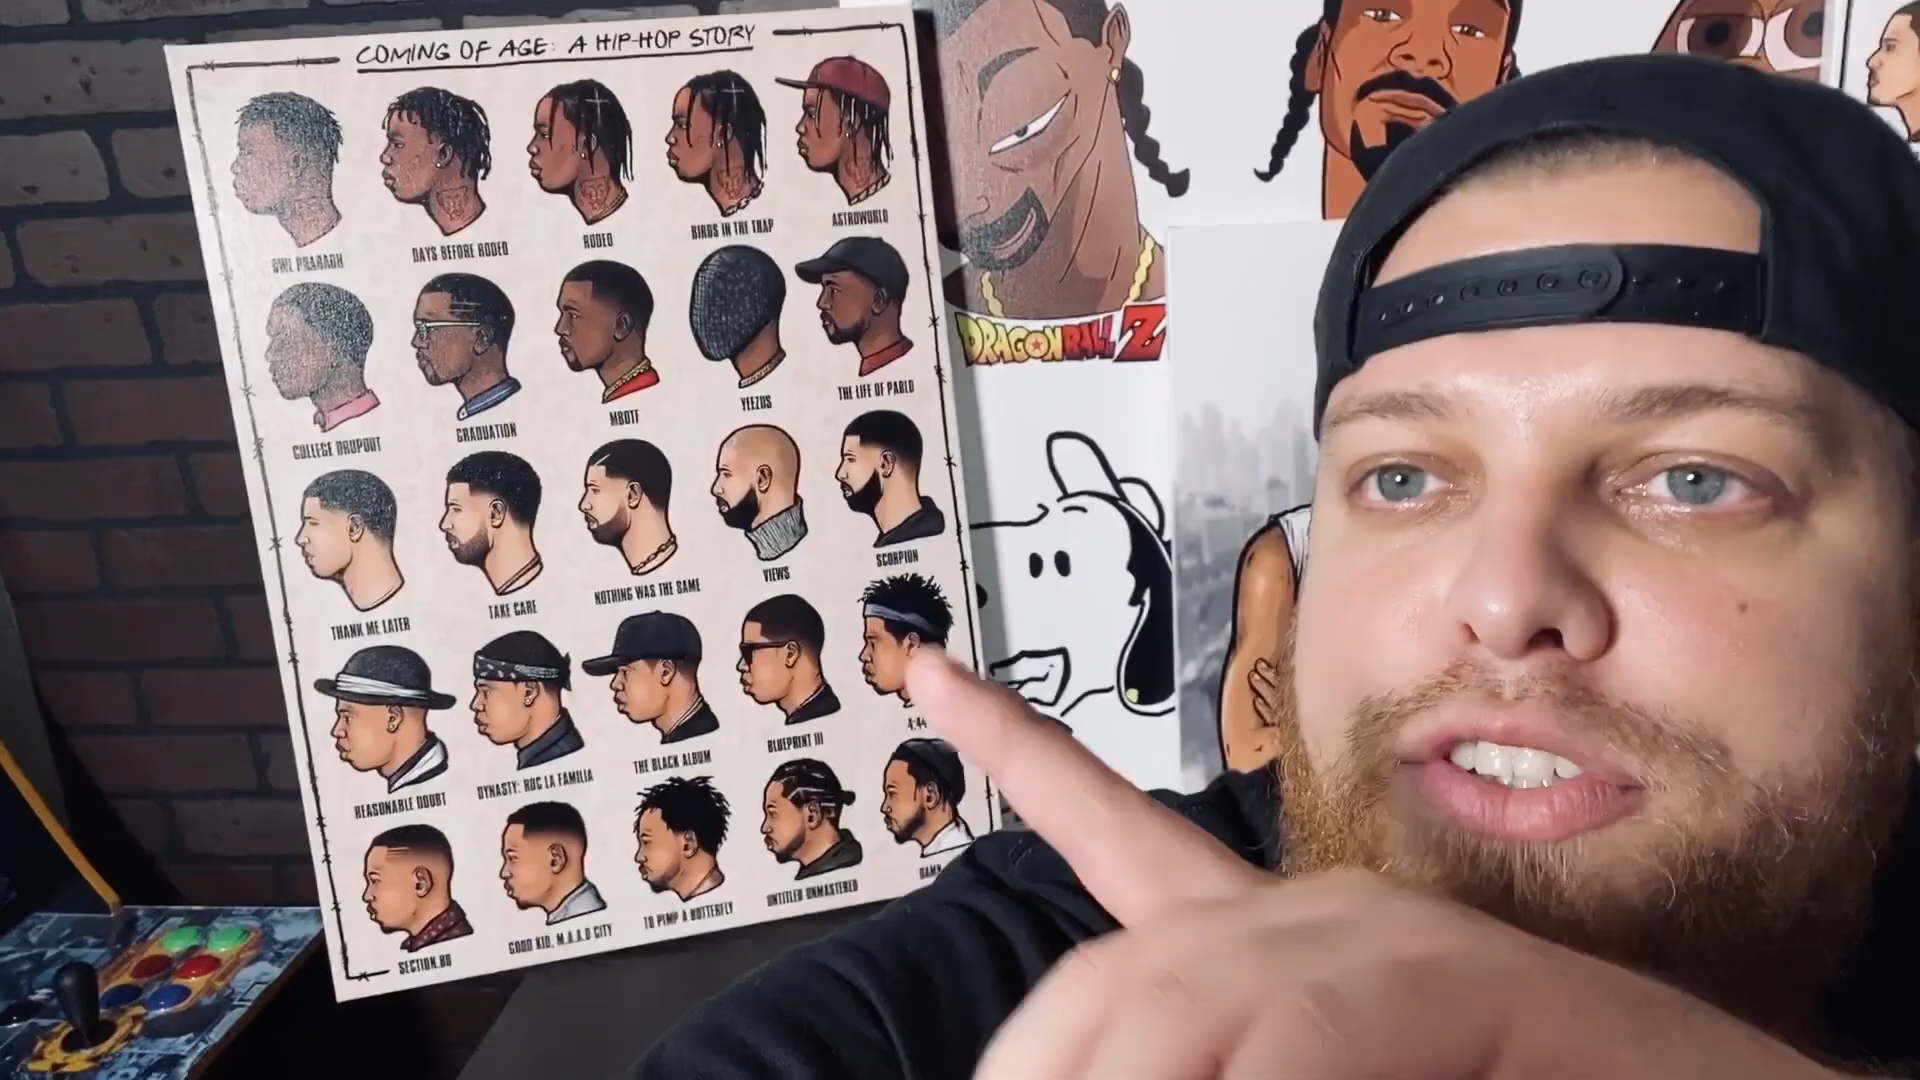 COMING OF AGE: A HIP-HOP STORY
OWL PHARAOH
DAYS BEFORE RODEO
RODEO
BIRDS IN THE TRAP
ASTROWORLD
COLLEGE DROPOUT
GRADUATION
MBDTF
YEEZUS
THE LIFE OF PABLO
THANK ME LATER
TAKE CARE
NOTHING WAS THE SAME
VIEWS
SCORPION
REASONABLE DOUBT
DYNASTY: ROC LA FAMILIA
THE BLACK ALBUM
BLUEPRINT III
4:44
SECTION.80
GOOD KID, M.A.A.D CITY
TO PIMP A BUTTERFLY
UNTITLED UNMASTERED
DAMN
DRAGON BALL Z